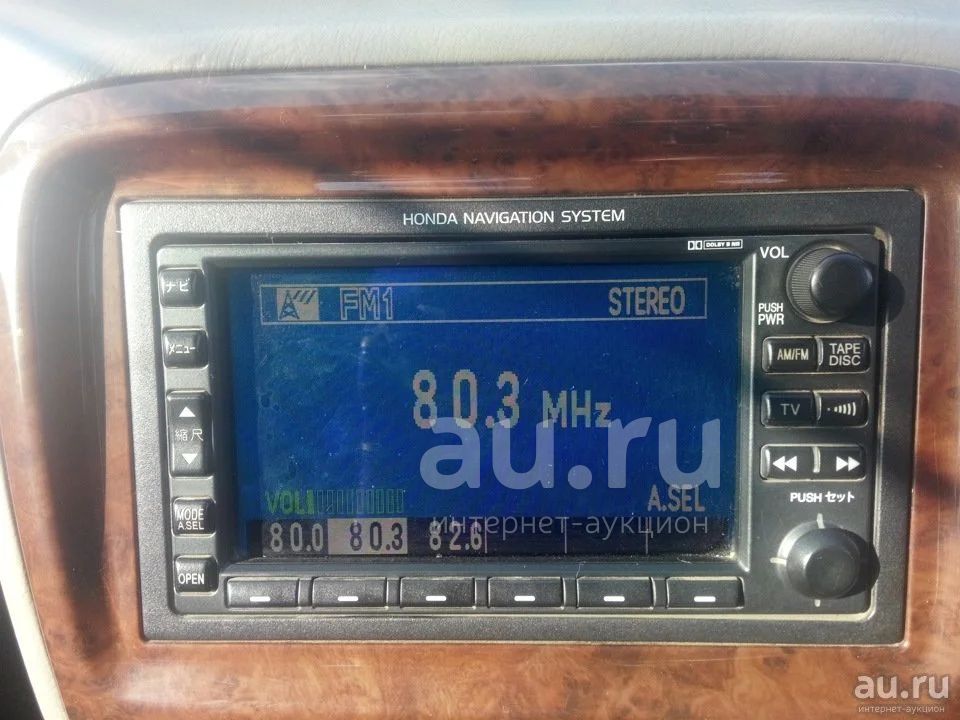 HONDA NAVIGATION SYSTEM
DOLBY B NR
VOL
ナビ
FM1 STEREO
PUSH
PWR
メニュー
AM/FM TAPE
DISC
80.3 MHz
TV
縮尺
au.ru
VOL A.SEL
PUSH セット
MODE
A.SEL
интернет-аукцион
80.0 80.3 82.6
OPEN
au.ru
интернет-аукцион